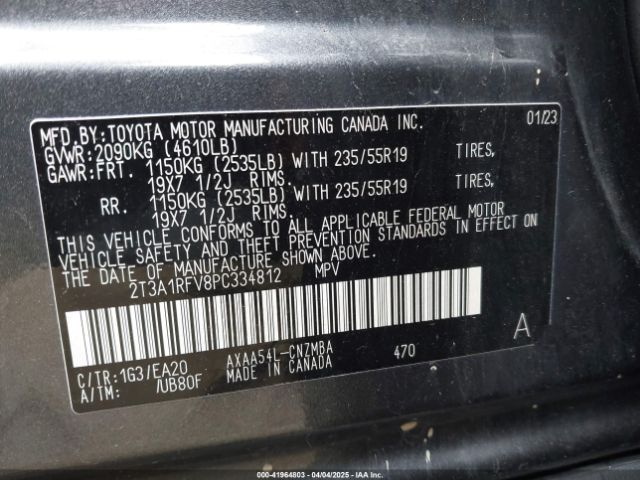 MFD.BY:TOYOTA MOTOR MANUFACTURING CANADA INC. 01/23
GVWR:2090KG (4610LB)
GAWR:FRT. 1150KG (2535LB) WITH 235/55R19 TIRES,
19X7 1/2J RIMS.
RR. 1150KG (2535LB) WITH 235/55R19 TIRES,
19X7 1/2J RIMS.
THIS VEHICLE CONFORMS TO ALL APPLICABLE FEDERAL MOTOR
VEHICLE SAFETY AND THEFT PREVENTION STANDARDS IN EFFECT ON
THE DATE OF MANUFACTURE SHOWN ABOVE.
2T3A1RFV8PC334812 MPV
A
C/TR:1G3/EA20 AXAA54L-CNZMBA 470
A/TM: /UB80F MADE IN CANADA
000-41964803 - 04/04/2025 - IAA Inc.